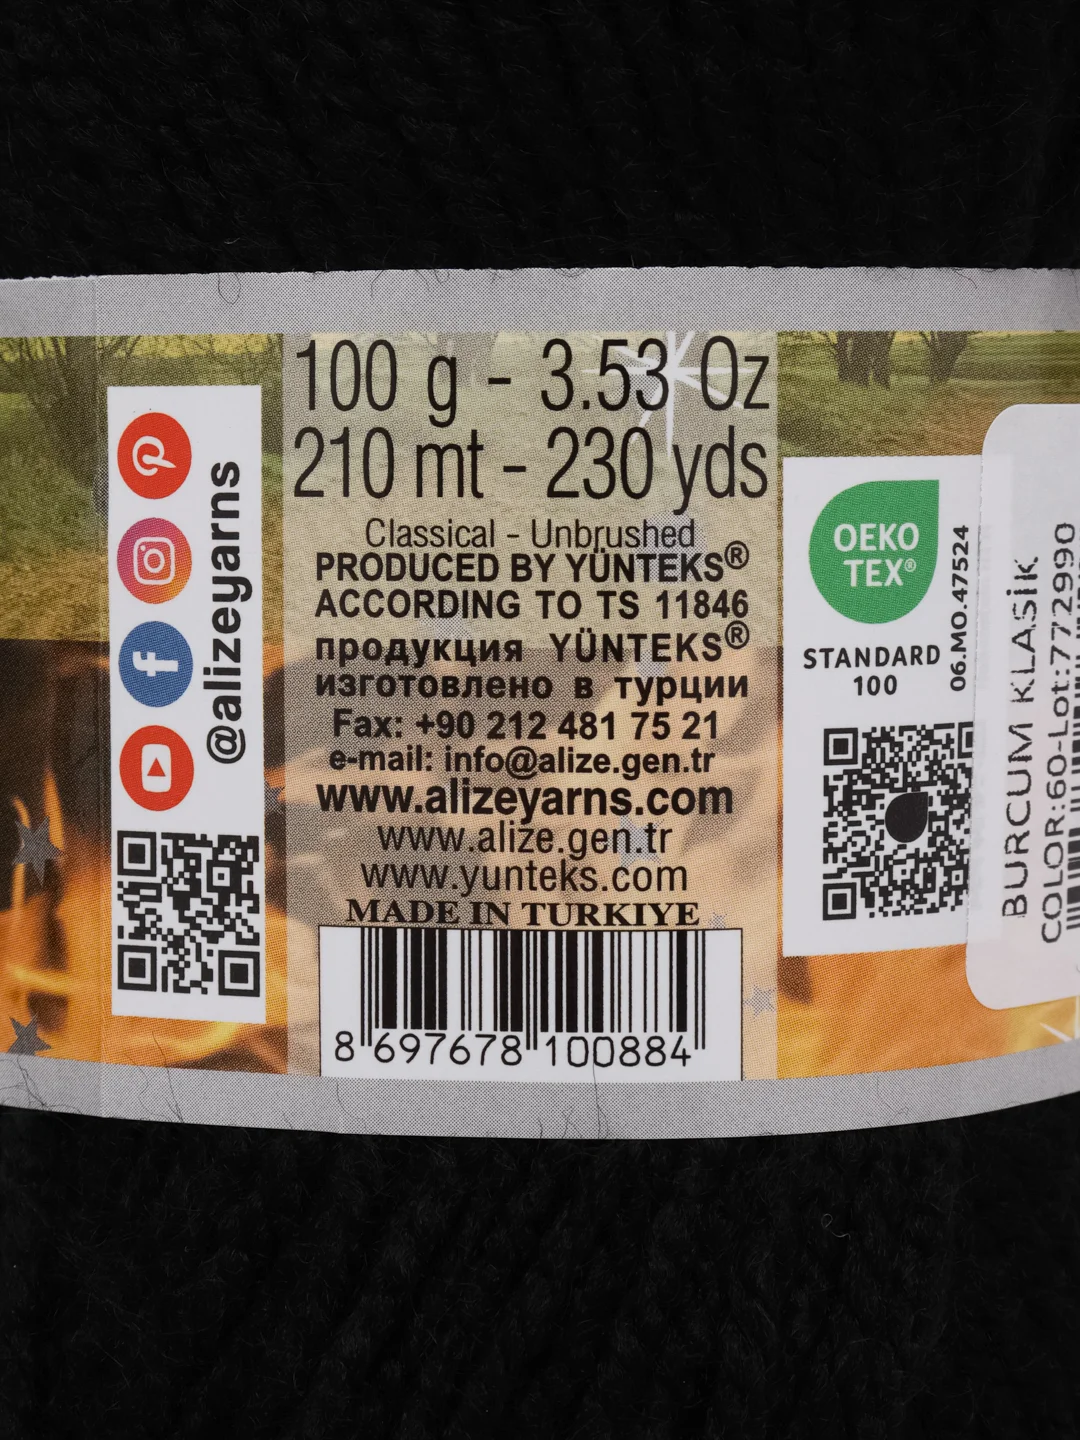 @alizeyarns
100 g - 3.53 Oz
210 mt - 230 yds
Classical - Unbrushed
PRODUCED BY YÜNTEKS®
ACCORDING TO TS 11846
продукция YÜNTEKS®
изготовлено в турции
Fax: +90 212 481 75 21
e-mail: info@alize.gen.tr
www.alizeyarns.com
www.alize.gen.tr
www.yunteks.com
MADE IN TURKIYE
8 697678 100884
OEKO
TEX®
STANDARD
100
06.MO.47524
BURCUM KLASiK
COLOR:60-Lot:7772990